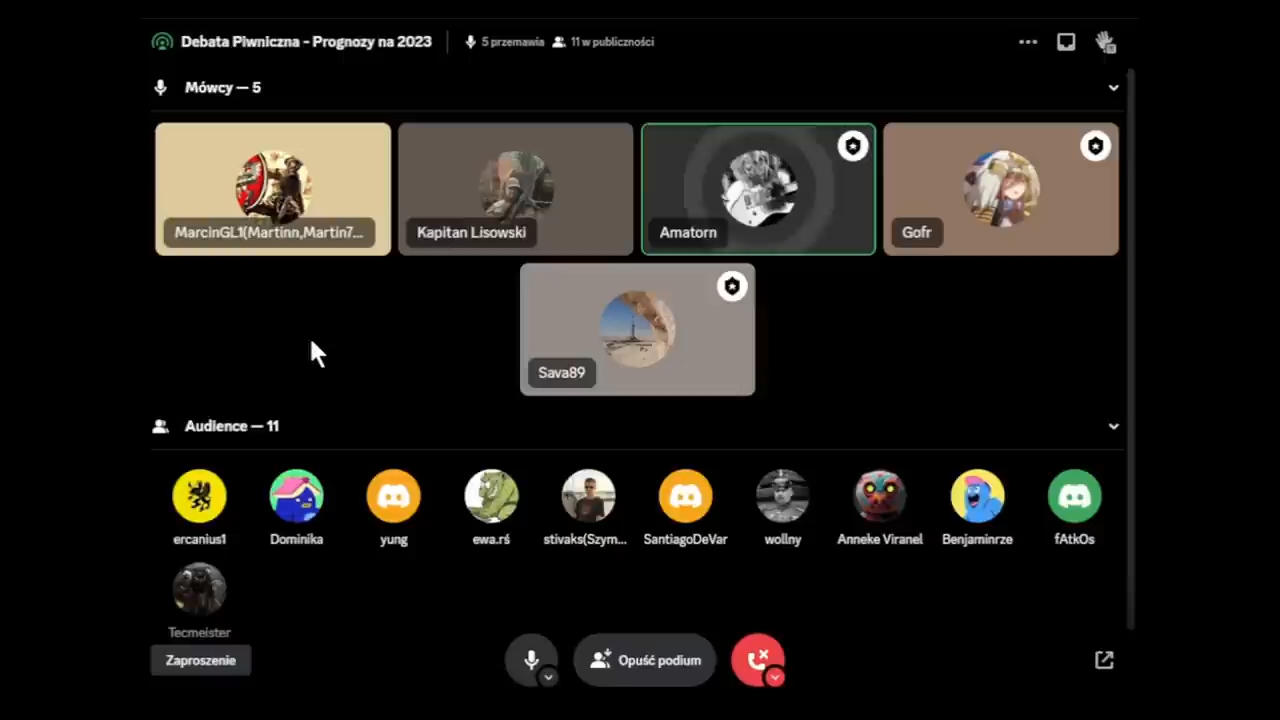 Debata Piwniczna - Prognozy na 2023 5 przemawia 11 w publiczności
Mówcy — 5
MarcinGL1(Martinn,Martin7... Kapitan Lisowski Amatorn Gofr
Sava89
Audience — 11
ercanius1 Dominika yung ewa.rś stivaks(Szym... SantiagoDeVar wollny Anneke Viranel Benjaminrze fAtkOs
Tecmeister
Zaproszenie Opuść podium